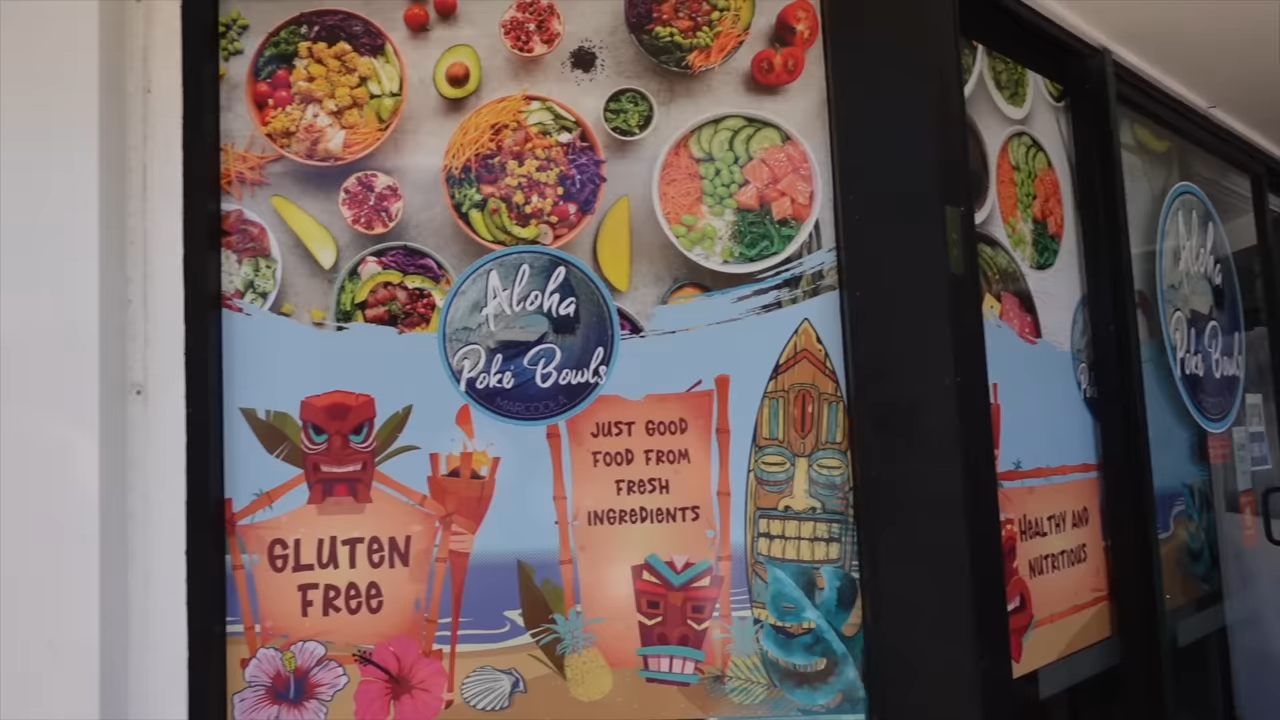 Aloha
Poké Bowls
MARCOOLA
JUST GOOD
FOOD FROM
FRESH
INGREDIENTS
GLUTEN
FREE
HEALTHY AND
NUTRITIOUS
Aloha
Poké Bowls